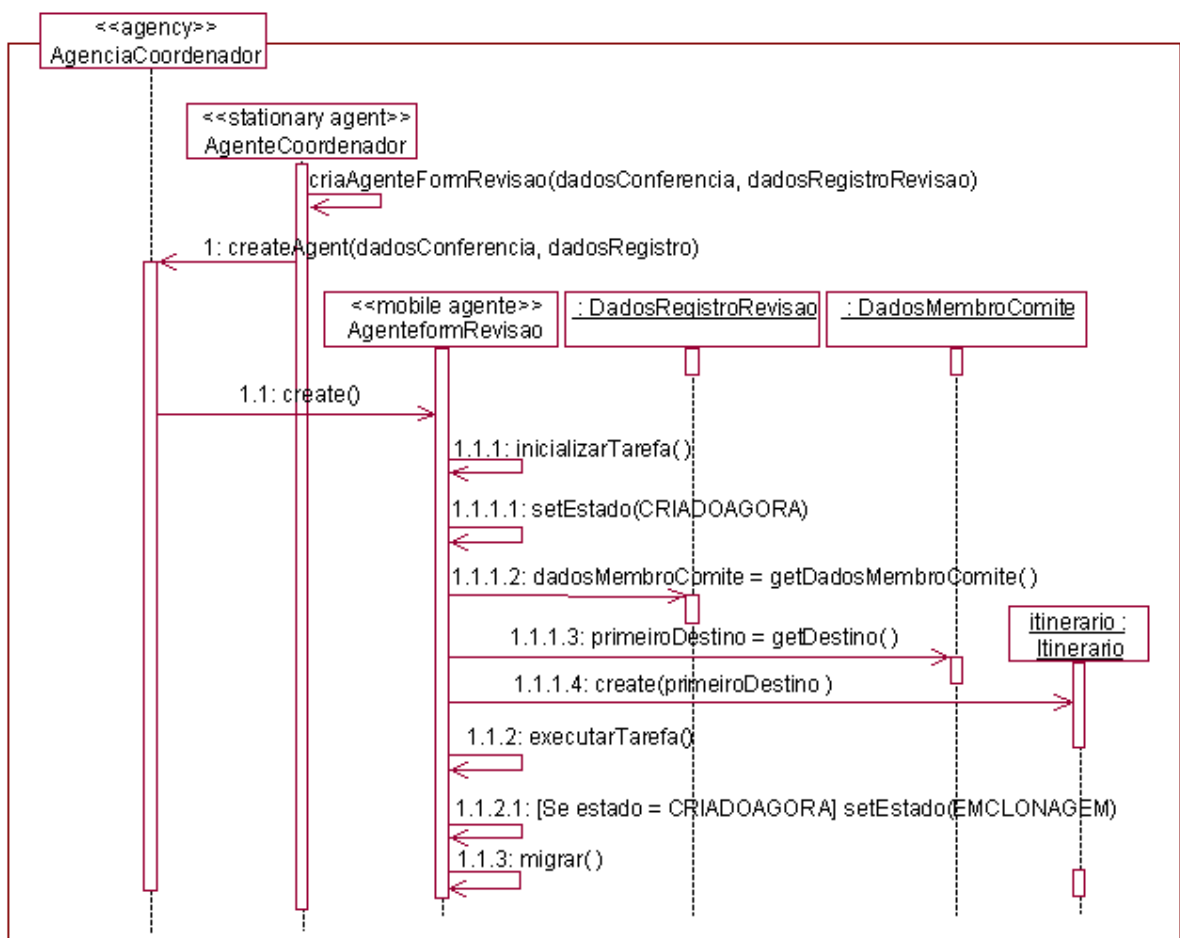 <<agency>>
AgenciaCoordenador
<<stationary agent>>
AgenteCoordenador
criaAgenteFormRevisao(dadosConferencia, dadosRegistroRevisao)
1: createAgent(dadosConferencia, dadosRegistro)
<<mobile agente>>
AgenteformRevisao
: DadosRegistroRevisao
: DadosMembroComite
1.1: create()
1.1.1: inicializarTarefa( )
1.1.1.1: setEstado(CRIADOAGORA)
1.1.1.2: dadosMembroComite = getDadosMembroComite( )
itinerario :
Itinerario
1.1.1.3: primeiroDestino = getDestino( )
1.1.1.4: create(primeiroDestino )
1.1.2: executarTarefa()
1.1.2.1: [Se estado = CRIADOAGORA] setEstado(EMCLONAGEM)
1.1.3: migrar( )